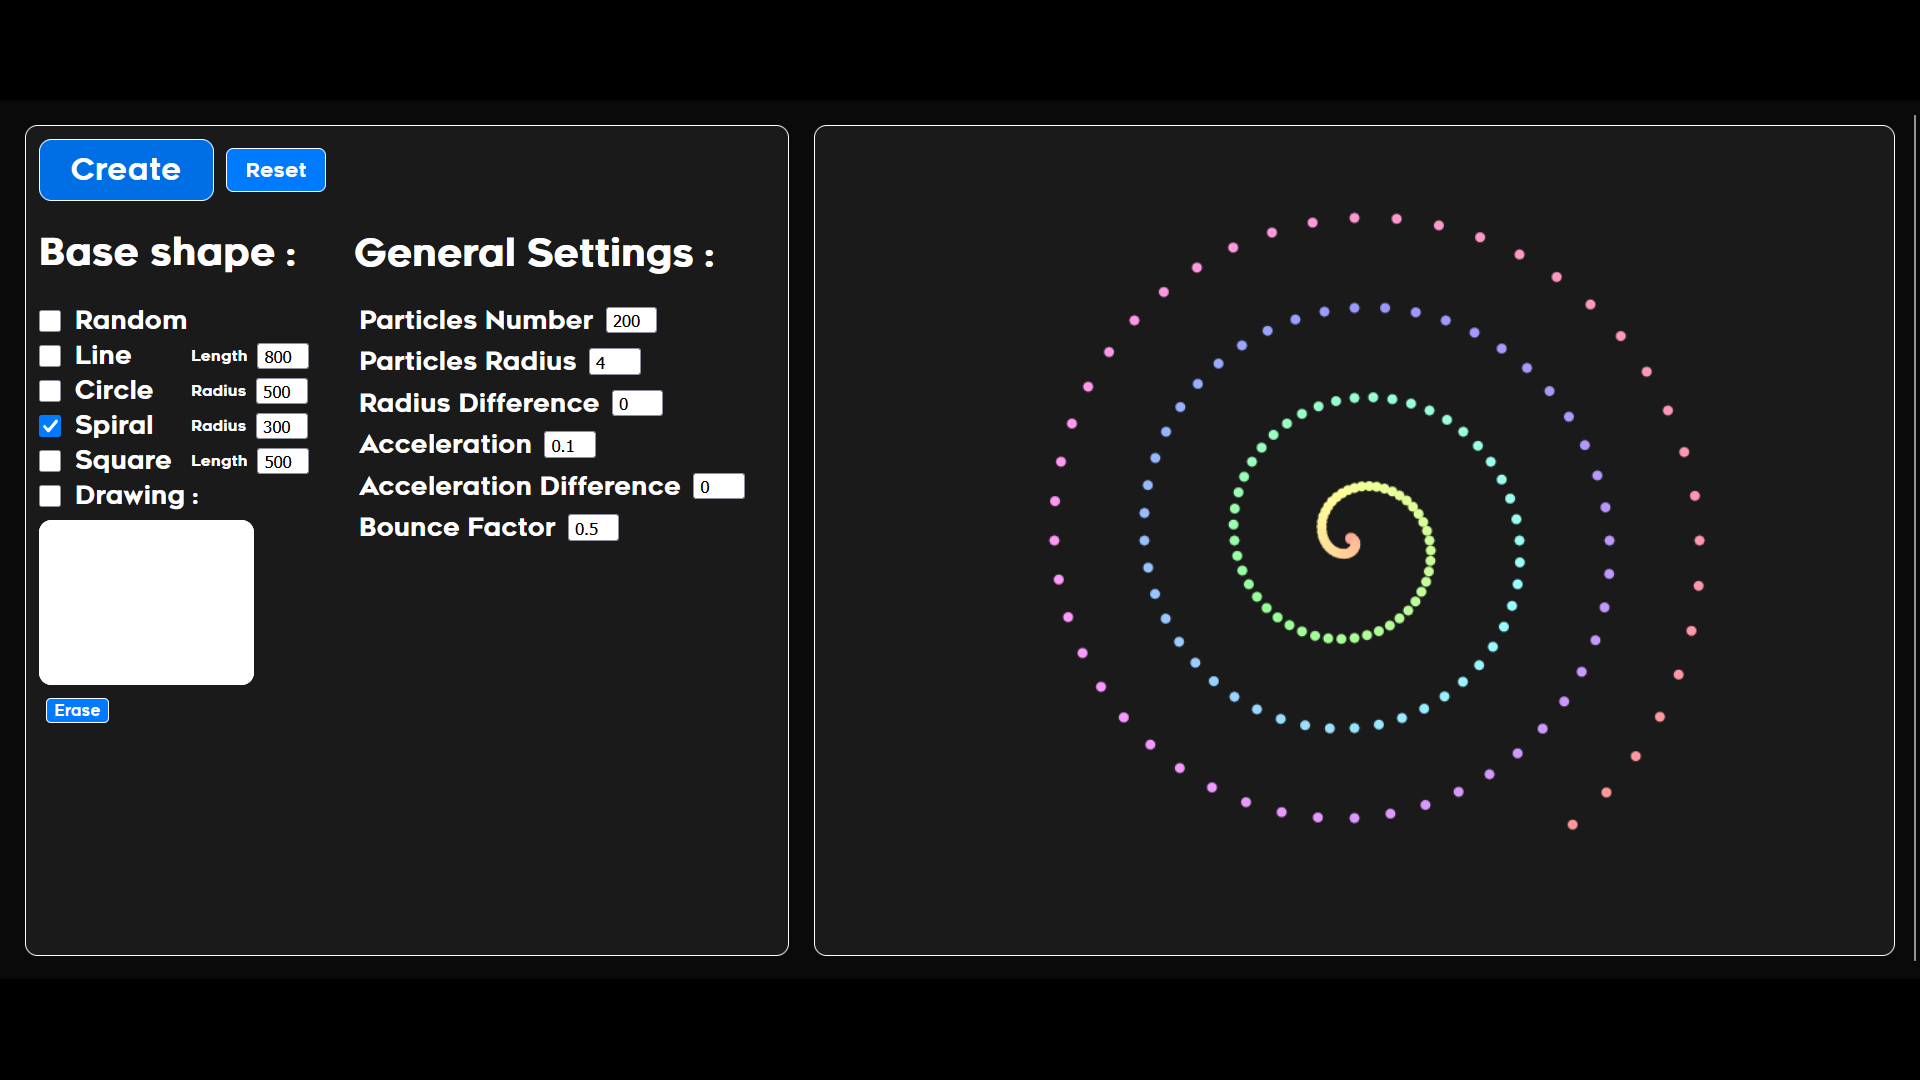 Create Reset
Base shape :
Random
Line Length 800
Circle Radius 500
Spiral Radius 300
Square Length 500
Drawing :
Erase
General Settings :
Particles Number 200
Particles Radius 4
Radius Difference 0
Acceleration 0.1
Acceleration Difference 0
Bounce Factor 0.5